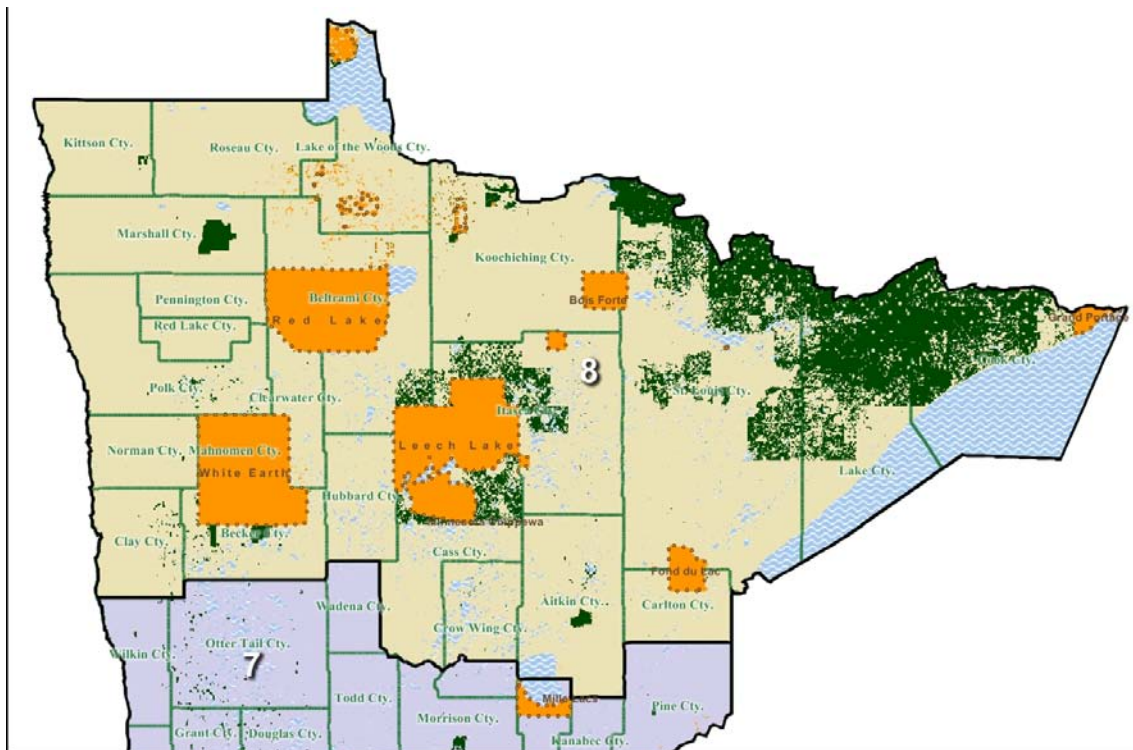 Kittson Cty.
Roseau Cty.
Lake of the Woods Cty.
Marshall Cty.
Koochiching Cty.
Pennington Cty.
Beltrami Cty.
Bois Forte
Red Lake
Grand Portage
Red Lake Cty.
8
Polk Cty.
Clearwater Cty.
St. Louis Cty.
Itasca Cty.
Norman Cty.
Mahnomen Cty.
Leech Lake
White Earth
Lake Cty.
Hubbard Cty.
Minnesota Chippewa
Clay Cty.
Becker Cty.
Cass Cty.
Fond du Lac
Wadena Cty.
Aitkin Cty.
Carlton Cty.
Crow Wing Cty.
Wilkin Cty.
Otter Tail Cty.
7
Todd Cty.
Mille Lacs
Morrison Cty.
Pine Cty.
Grant Cty.
Douglas Cty.
Kanabec Cty.